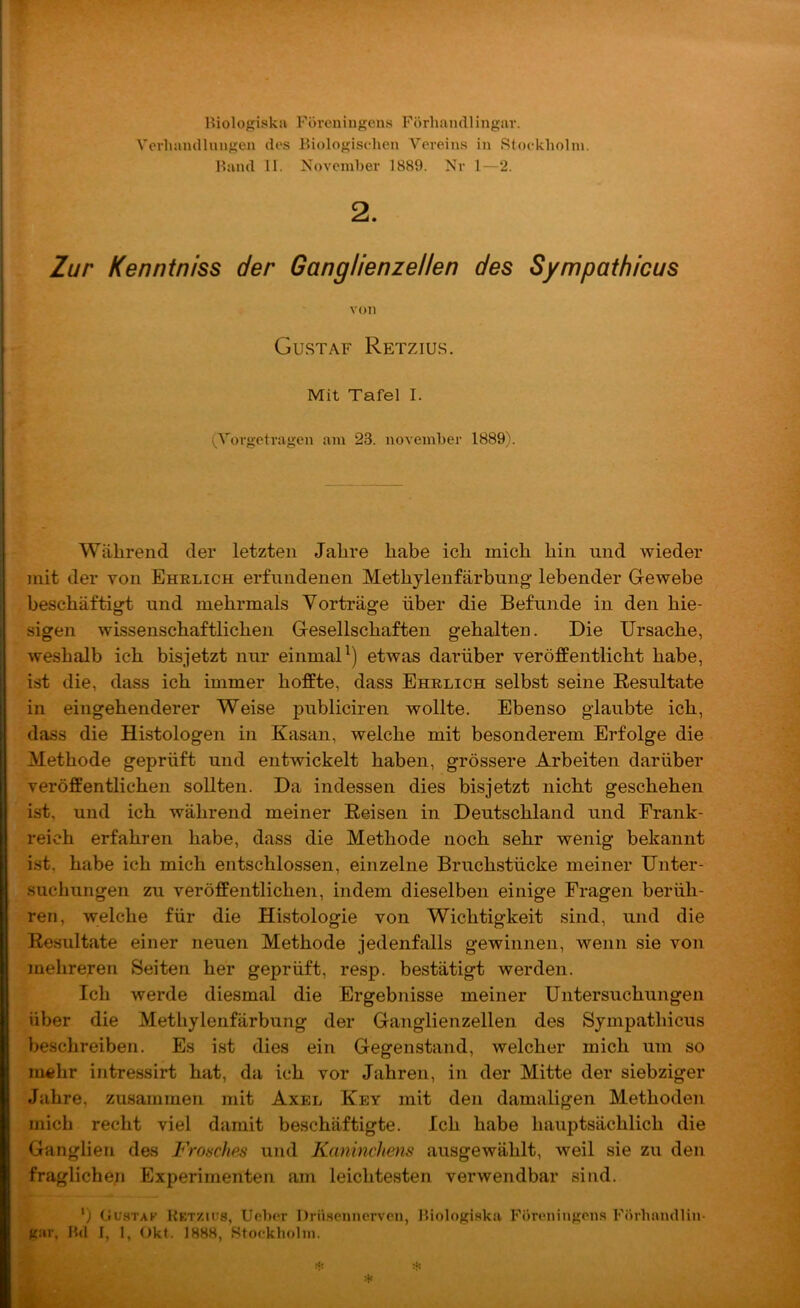 Biologiska Föreningens Förhandlingar.
Verhandlungen des Biologischen Vereins in Stockholm.
Band II. November 1889. Nr 1—2.
2.
Zur Kenntniss der Ganglienzellen des Sympathicus
von
Gustaf Retzius.
Mit Tafel I.
(Vorgetragen am 23. november 1889).
Während der letzten Jahre habe ich mich hin und wieder
mit der von Ehrlich erfundenen Methylenfärbung lebender Gewebe
beschäftigt und mehrmals Vorträge über die Befunde in den hie-
sigen wissenschaftlichen Gesellschaften gehalten. Die Ursache,
weshalb ich bisjetzt nur einmal¹) etwas darüber veröffentlicht habe,
ist die, dass ich immer hoffte, dass Ehrlich selbst seine Resultate
in eingehenderer Weise publiciren wollte. Ebenso glaubte ich,
dass die Histologen in Kasan, welche mit besonderem Erfolge die
Methode geprüft und entwickelt haben, grössere Arbeiten darüber
veröffentlichen sollten. Da indessen dies bisjetzt nicht geschehen
ist, und ich während meiner Reisen in Deutschland und Frank-
reich erfahren habe, dass die Methode noch sehr wenig bekannt
ist, habe ich mich entschlossen, einzelne Bruchstücke meiner Unter-
suchungen zu veröffentlichen, indem dieselben einige Fragen berüh-
ren, welche für die Histologie von Wichtigkeit sind, und die
Resultate einer neuen Methode jedenfalls gewinnen, wenn sie von
mehreren Seiten her geprüft, resp. bestätigt werden.
Ich werde diesmal die Ergebnisse meiner Untersuchungen
über die Methylenfärbung der Ganglienzellen des Sympathicus
beschreiben. Es ist dies ein Gegenstand, welcher mich um so
mehr intressirt hat, da ich vor Jahren, in der Mitte der siebziger
Jahre, zusammen mit Axel Key mit den damaligen Methoden
mich recht viel damit beschäftigte. Ich habe hauptsächlich die
Ganglien des Frosches und Kaninchens ausgewählt, weil sie zu den
fraglichen Experimenten am leichtesten verwendbar sind.
¹) Gustaf Retzius, Ueber Drüsennerven, Biologiska Föreningens Förhandlin-
gar, Bd I, 1, Okt. 1888, Stockholm.
* *
*